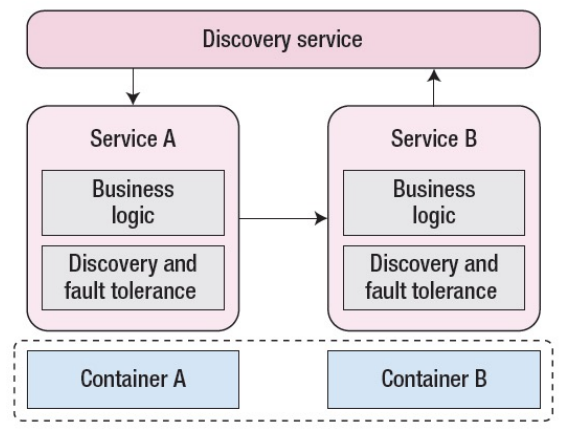 Discovery service
Service A
Business
logic
Discovery and
fault tolerance
Service B
Business
logic
Discovery and
fault tolerance
Container A
Container B